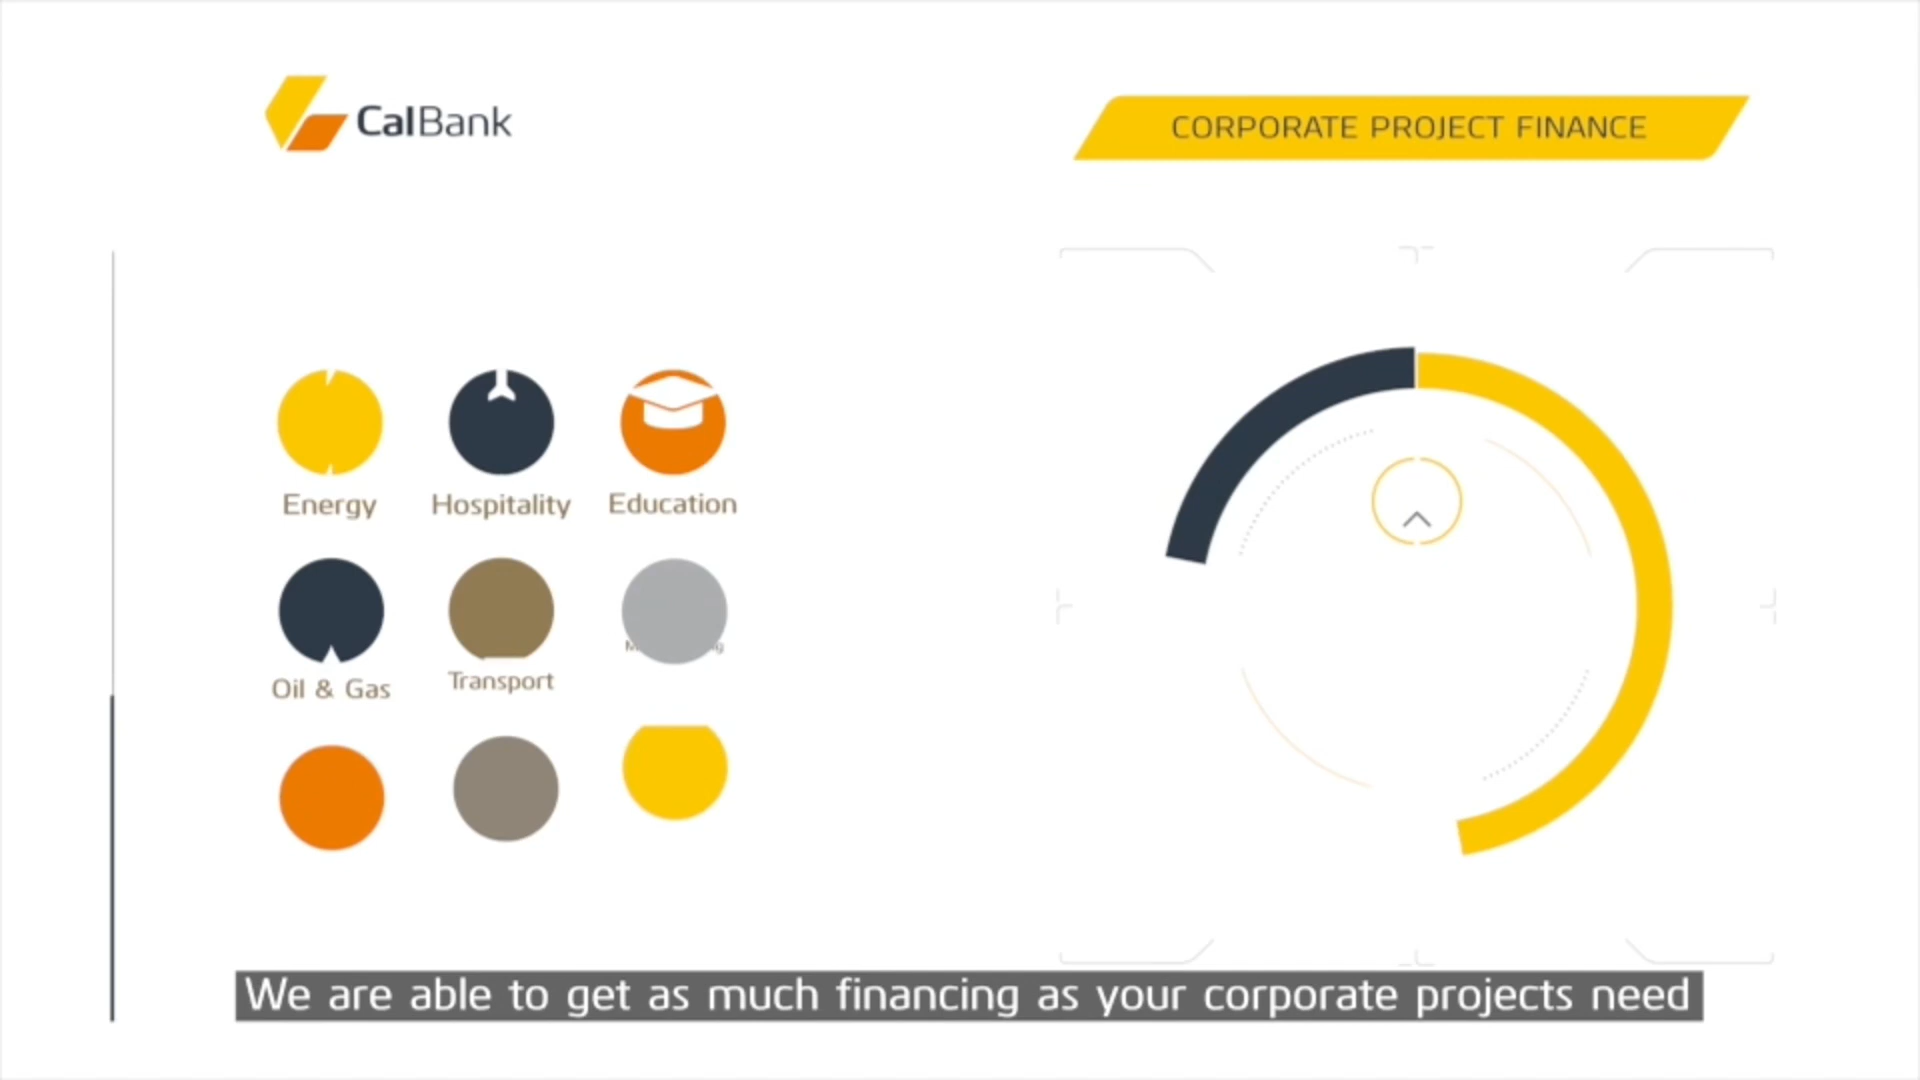 CalBank
CORPORATE PROJECT FINANCE
Energy
Hospitality
Education
Oil & Gas
Transport
We are able to get as much financing as your corporate projects need